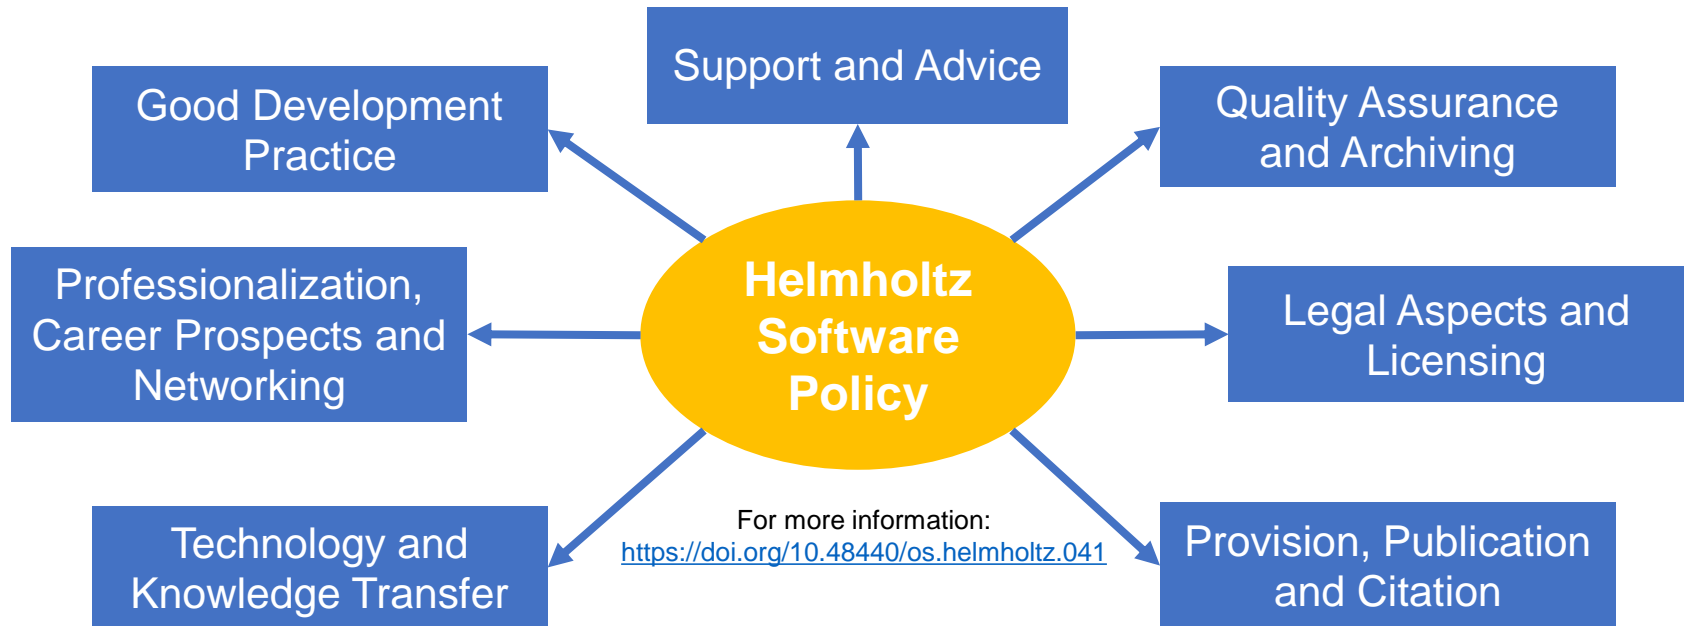 Support and Advice
Good Development
Practice
Quality Assurance
and Archiving
Professionalization,
Career Prospects and
Networking
Helmholtz
Software
Policy
Legal Aspects and
Licensing
Technology and
Knowledge Transfer
For more information:
https://doi.org/10.48440/os.helmholtz.041
Provision, Publication
and Citation